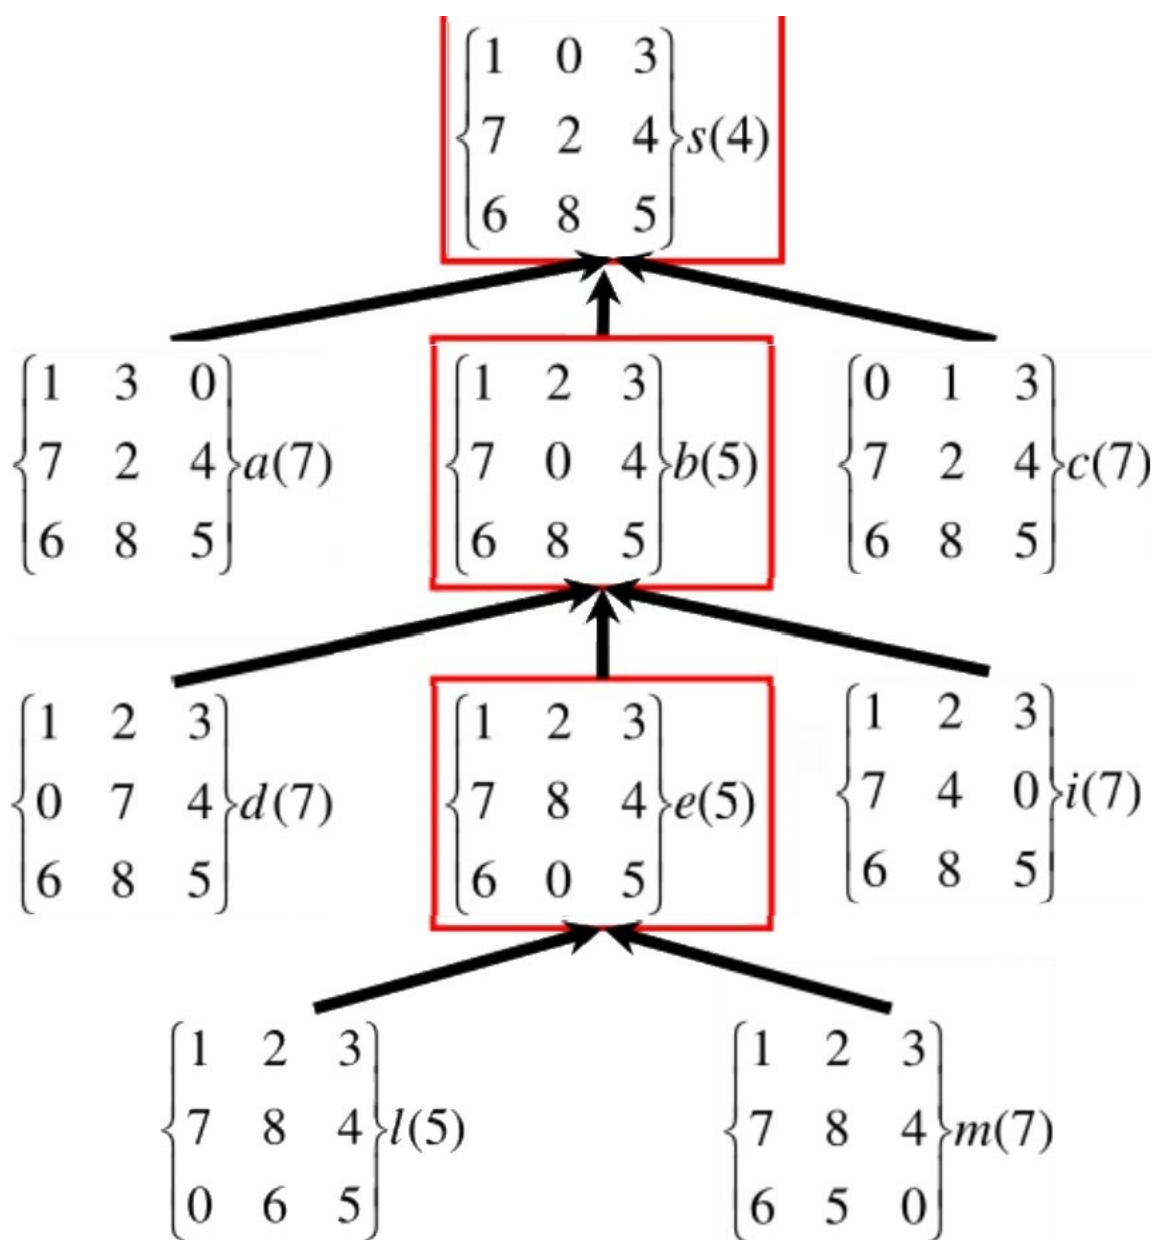 1 0 3
7 2 4 s(4)
6 8 5
1 3 0
7 2 4 a(7)
6 8 5
1 2 3
7 0 4 b(5)
6 8 5
0 1 3
7 2 4 c(7)
6 8 5
1 2 3
0 7 4 d(7)
6 8 5
1 2 3
7 8 4 e(5)
6 0 5
1 2 3
7 4 0 i(7)
6 8 5
1 2 3
7 8 4 l(5)
0 6 5
1 2 3
7 8 4 m(7)
6 5 0